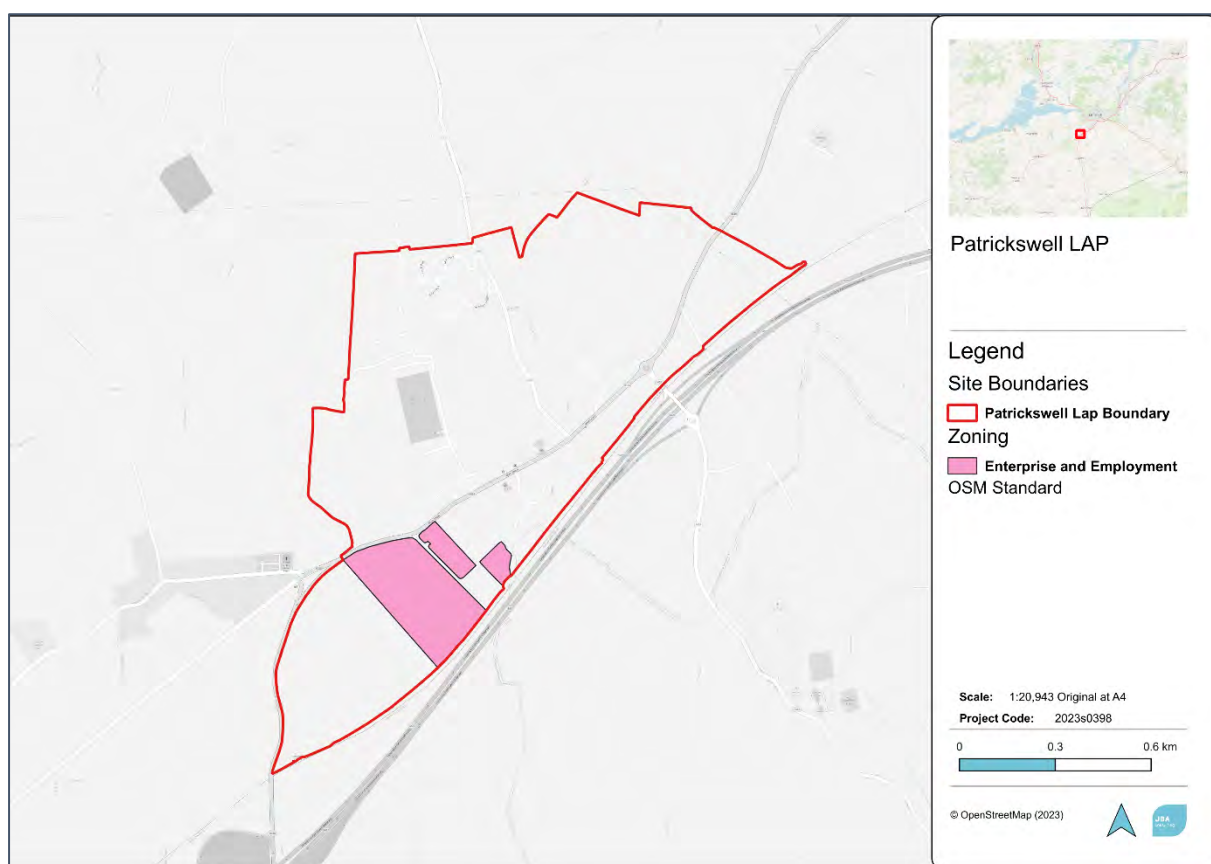 Patrickswell LAP
Legend
Site Boundaries
Patrickswell Lap Boundary
Zoning
Enterprise and Employment
OSM Standard
Scale: 1:20,943 Original at A4
Project Code: 2023s0398
0 0.3 0.6 km
© OpenStreetMap (2023)
JBA